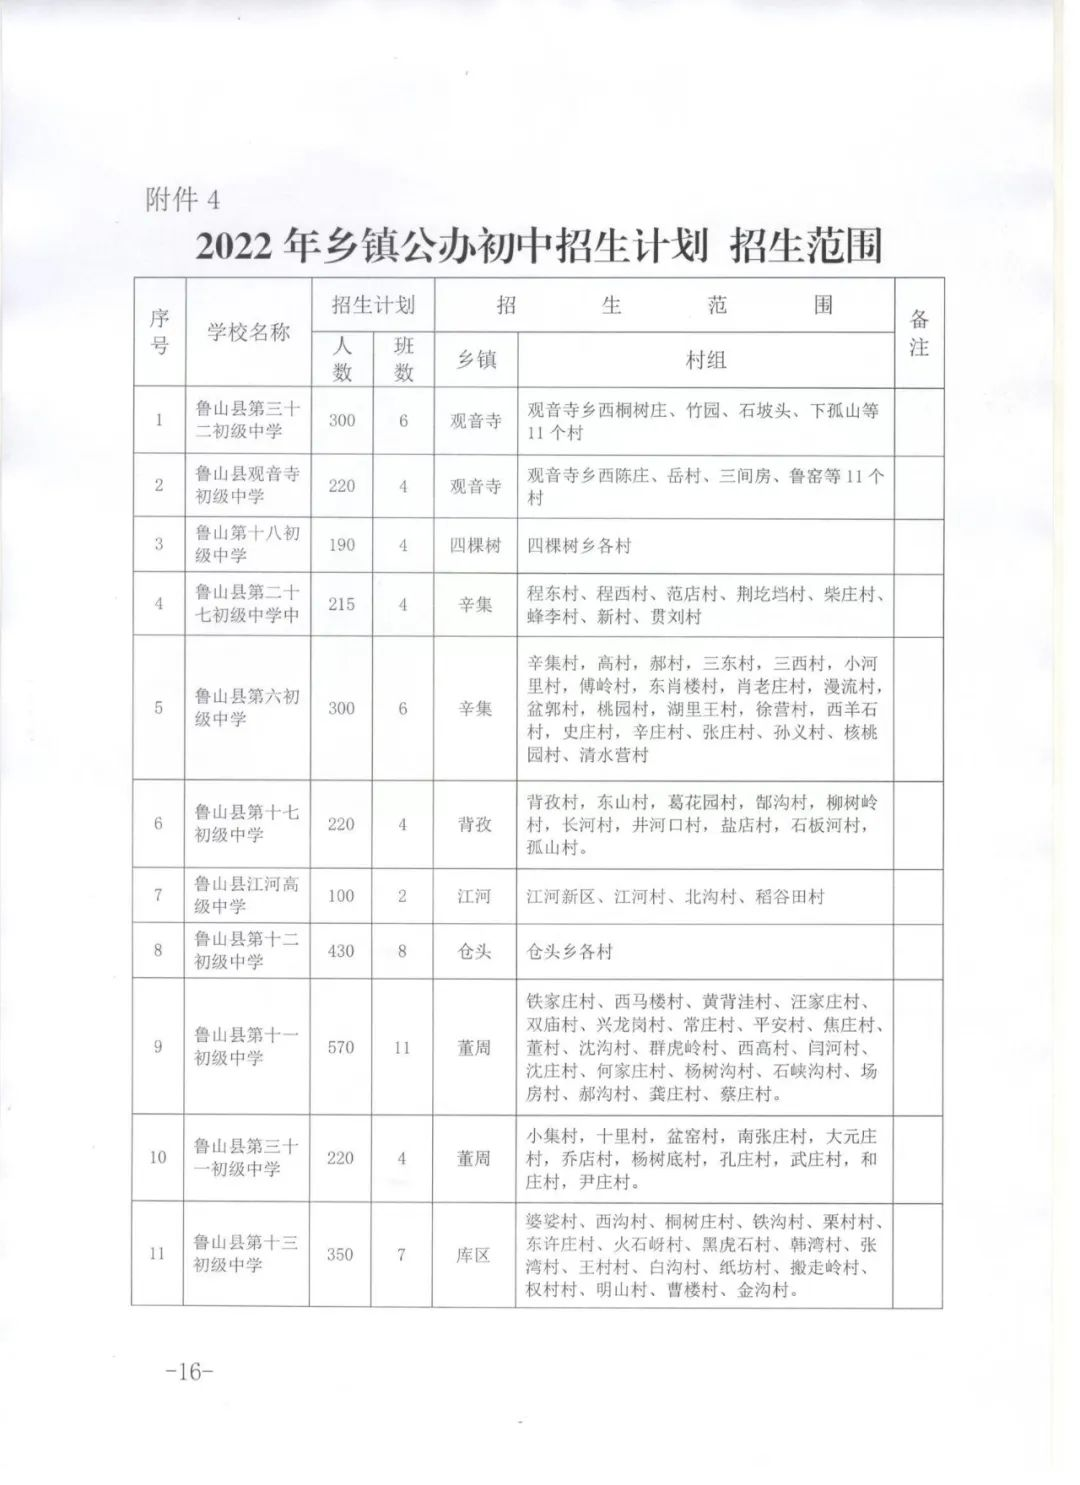 附件 4
2022 年乡镇公办初中招生计划 招生范围
序号 学校名称 招生计划 招生范围 备注
人数 班数 乡镇 村组
1 鲁山县第三十 300 6 观音寺 观音寺乡西桐树庄、竹园、石坡头、下孤山等
二初级中学 11 个村
2 鲁山县观音寺 220 4 观音寺 观音寺乡西陈庄、岳村、三间房、鲁窑等 11 个
初级中学 村
3 鲁山第十八初 190 4 四棵树 四棵树乡各村
级中学
4 鲁山县第二十 215 4 辛集 程东村、程西村、范店村、荆圪垱村、柴庄村、
七初级中学中 蜂李村、新村、贯刘村
辛集村，高村，郝村，三东村，三西村，小河
里村，傅岭村，东肖楼村，肖老庄村，漫流村，
5 鲁山县第六初 300 6 辛集 盆郭村，桃园村，湖里王村，徐营村，西羊石
级中学 村，史庄村，辛庄村、张庄村、孙义村、核桃
园村、清水营村
背孜村，东山村，葛花园村，郜沟村，柳树岭
6 鲁山县第十七 220 4 背孜 村，长河村，井河口村，盐店村，石板河村，
初级中学 孤山村。
7 鲁山县江河高 100 2 江河 江河新区、江河村、北沟村、稻谷田村
级中学
8 鲁山县第十二 430 8 仓头 仓头乡各村
初级中学
铁家庄村、西马楼村、黄背洼村、汪家庄村、
双庙村、兴龙岗村、常庄村、平安村、焦庄村、
9 鲁山县第十一 570 11 董周 董村、沈沟村、群虎岭村、西高村、闫河村、
初级中学 沈庄村、何家庄村、杨树沟村、石峡沟村、场
房村、郝沟村、龚庄村、蔡庄村。
小集村，十里村，盆窑村，南张庄村，大元庄
10 鲁山县第三十 220 4 董周 村，乔店村，杨树底村，孔庄村，武庄村，和
一初级中学 庄村，尹庄村。
婆娑村、西沟村、桐树庄村、铁沟村、栗村村、
11 鲁山县第十三 350 7 库区 东许庄村、火石岈村、黑虎石村、韩湾村、张
初级中学 湾村、王村村、白沟村、纸坊村、搬走岭村、
权村村、明山村、曹楼村、金沟村。
-16-